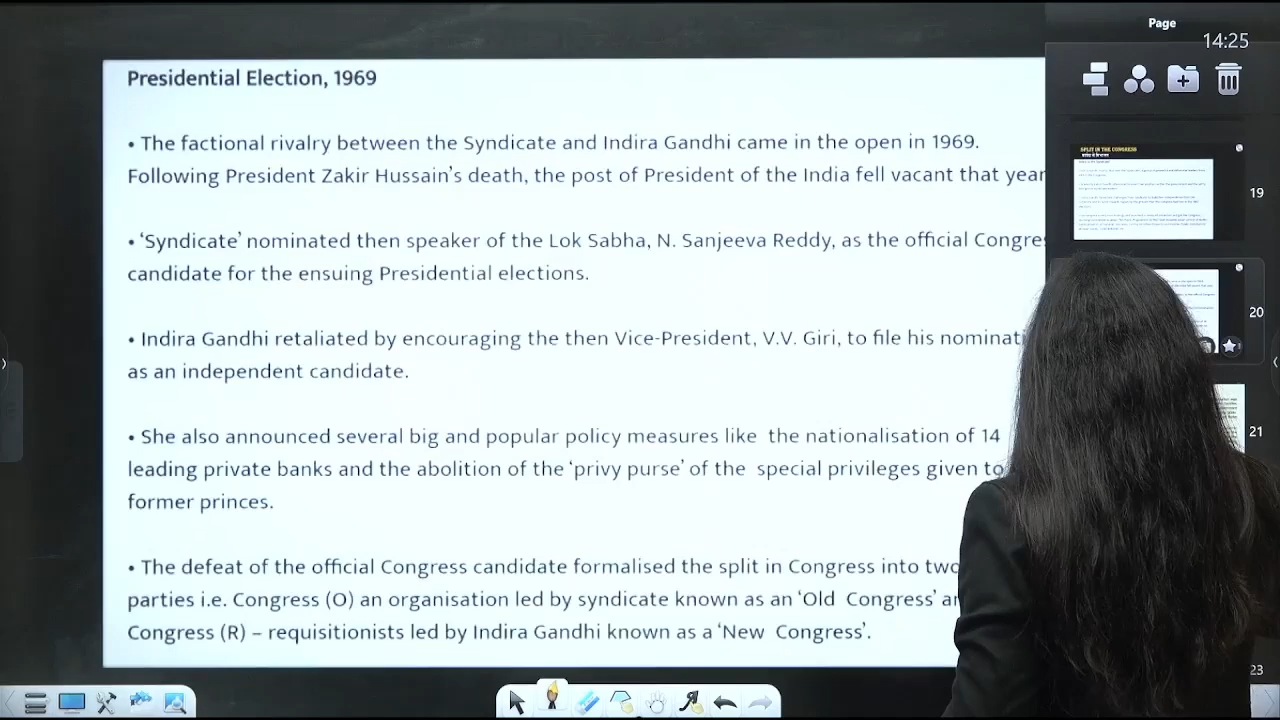 Page
14:25
Presidential Election, 1969
• The factional rivalry between the Syndicate and Indira Gandhi came in the open in 1969.
Following President Zakir Hussain's death, the post of President of the India fell vacant that year
• 'Syndicate' nominated then speaker of the Lok Sabha, N. Sanjeeva Reddy, as the official Congre
candidate for the ensuing Presidential elections.
• Indira Gandhi retaliated by encouraging the then Vice-President, V.V. Giri, to file his nominati
as an independent candidate.
• She also announced several big and popular policy measures like the nationalisation of 14
leading private banks and the abolition of the 'privy purse' of the special privileges given to
former princes.
• The defeat of the official Congress candidate formalised the split in Congress into two
parties i.e. Congress (O) an organisation led by syndicate known as an 'Old Congress' an
Congress (R) – requisitionists led by Indira Gandhi known as a 'New Congress'.
SPLIT IN THE CONGRESS
19
20
21
23